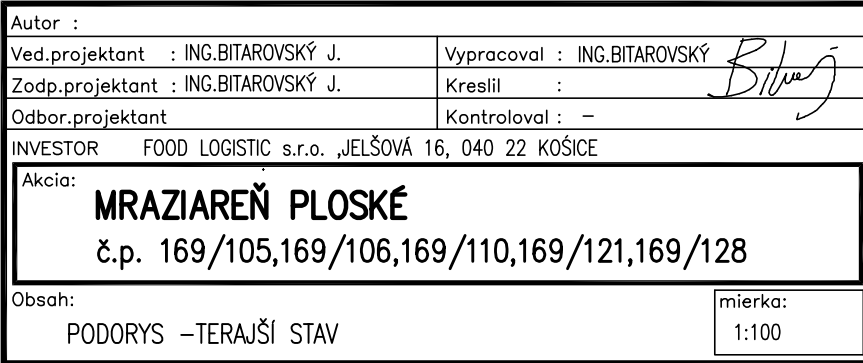 Autor :
Ved.projektant : ING.BITAROVSKÝ J. Vypracoval : ING.BITAROVSKÝ
Zodp.projektant : ING.BITAROVSKÝ J. Kreslil :
Odbor.projektant Kontroloval : –
INVESTOR FOOD LOGISTIC s.r.o. ,JELŠOVÁ 16, 040 22 KOŠICE
Akcia:
MRAZIAREŇ PLOSKÉ
č.p. 169/105,169/106,169/110,169/121,169/128
Obsah: mierka:
PODORYS –TERAJŠÍ STAV 1:100